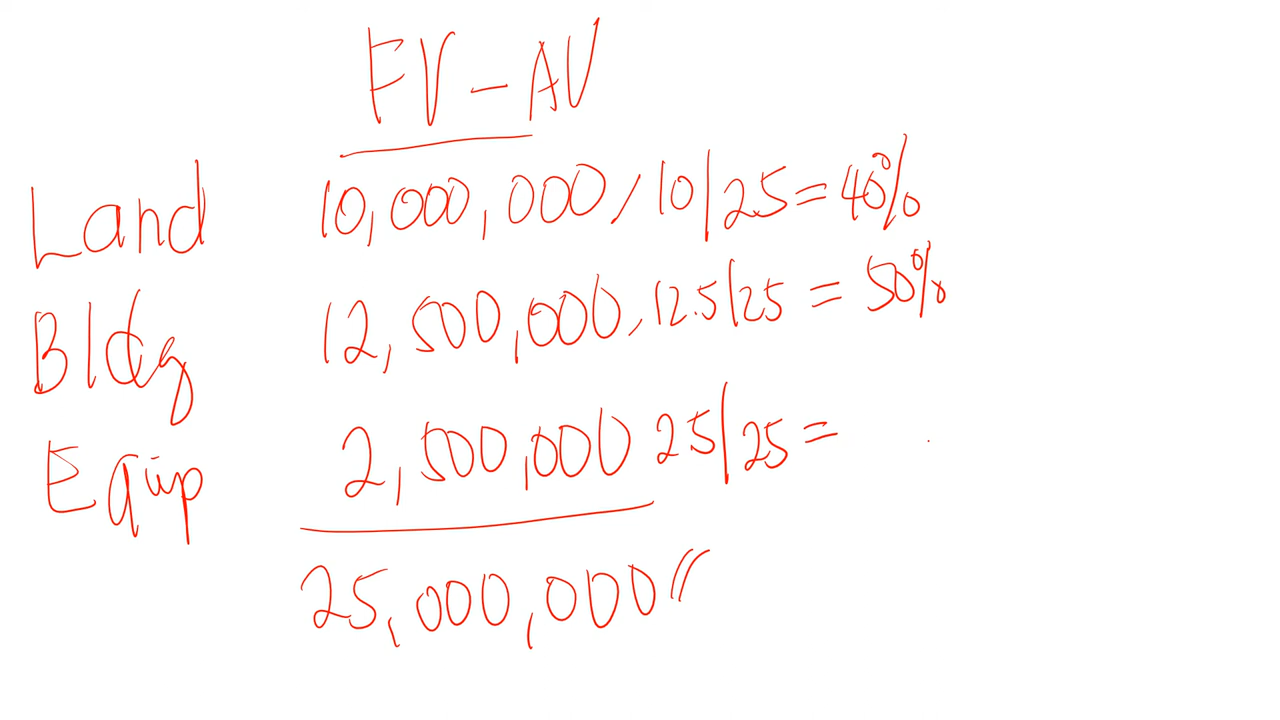 FV - AV
Land 10,000,000 / 10/25 = 40%
Bldg 12,500,000, 12.5/25 = 50%
Equip 2,500,000 25/25 =
25,000,000 //